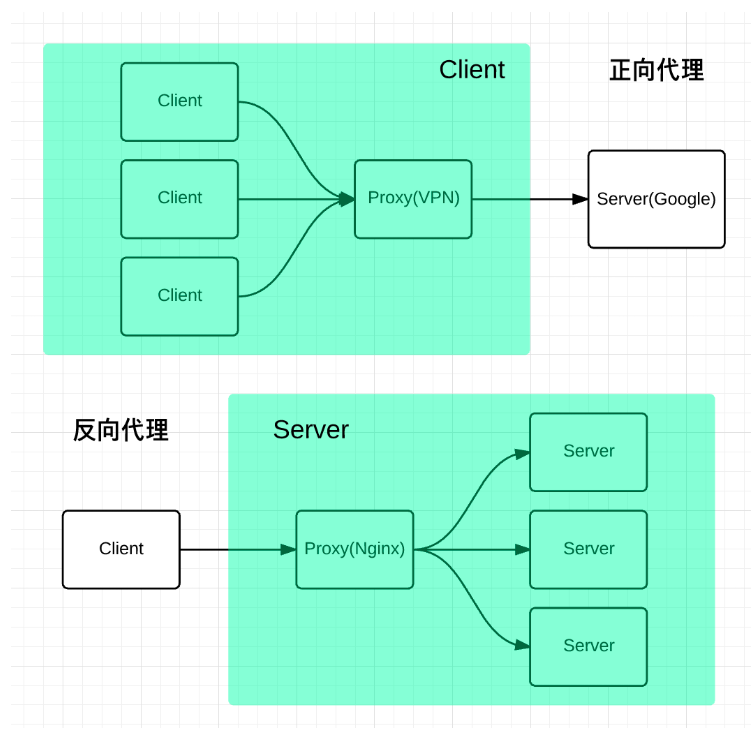 Client
正向代理
Client
Client
Proxy(VPN)
Server(Google)
Client
反向代理
Server
Server
Client
Proxy(Nginx)
Server
Server